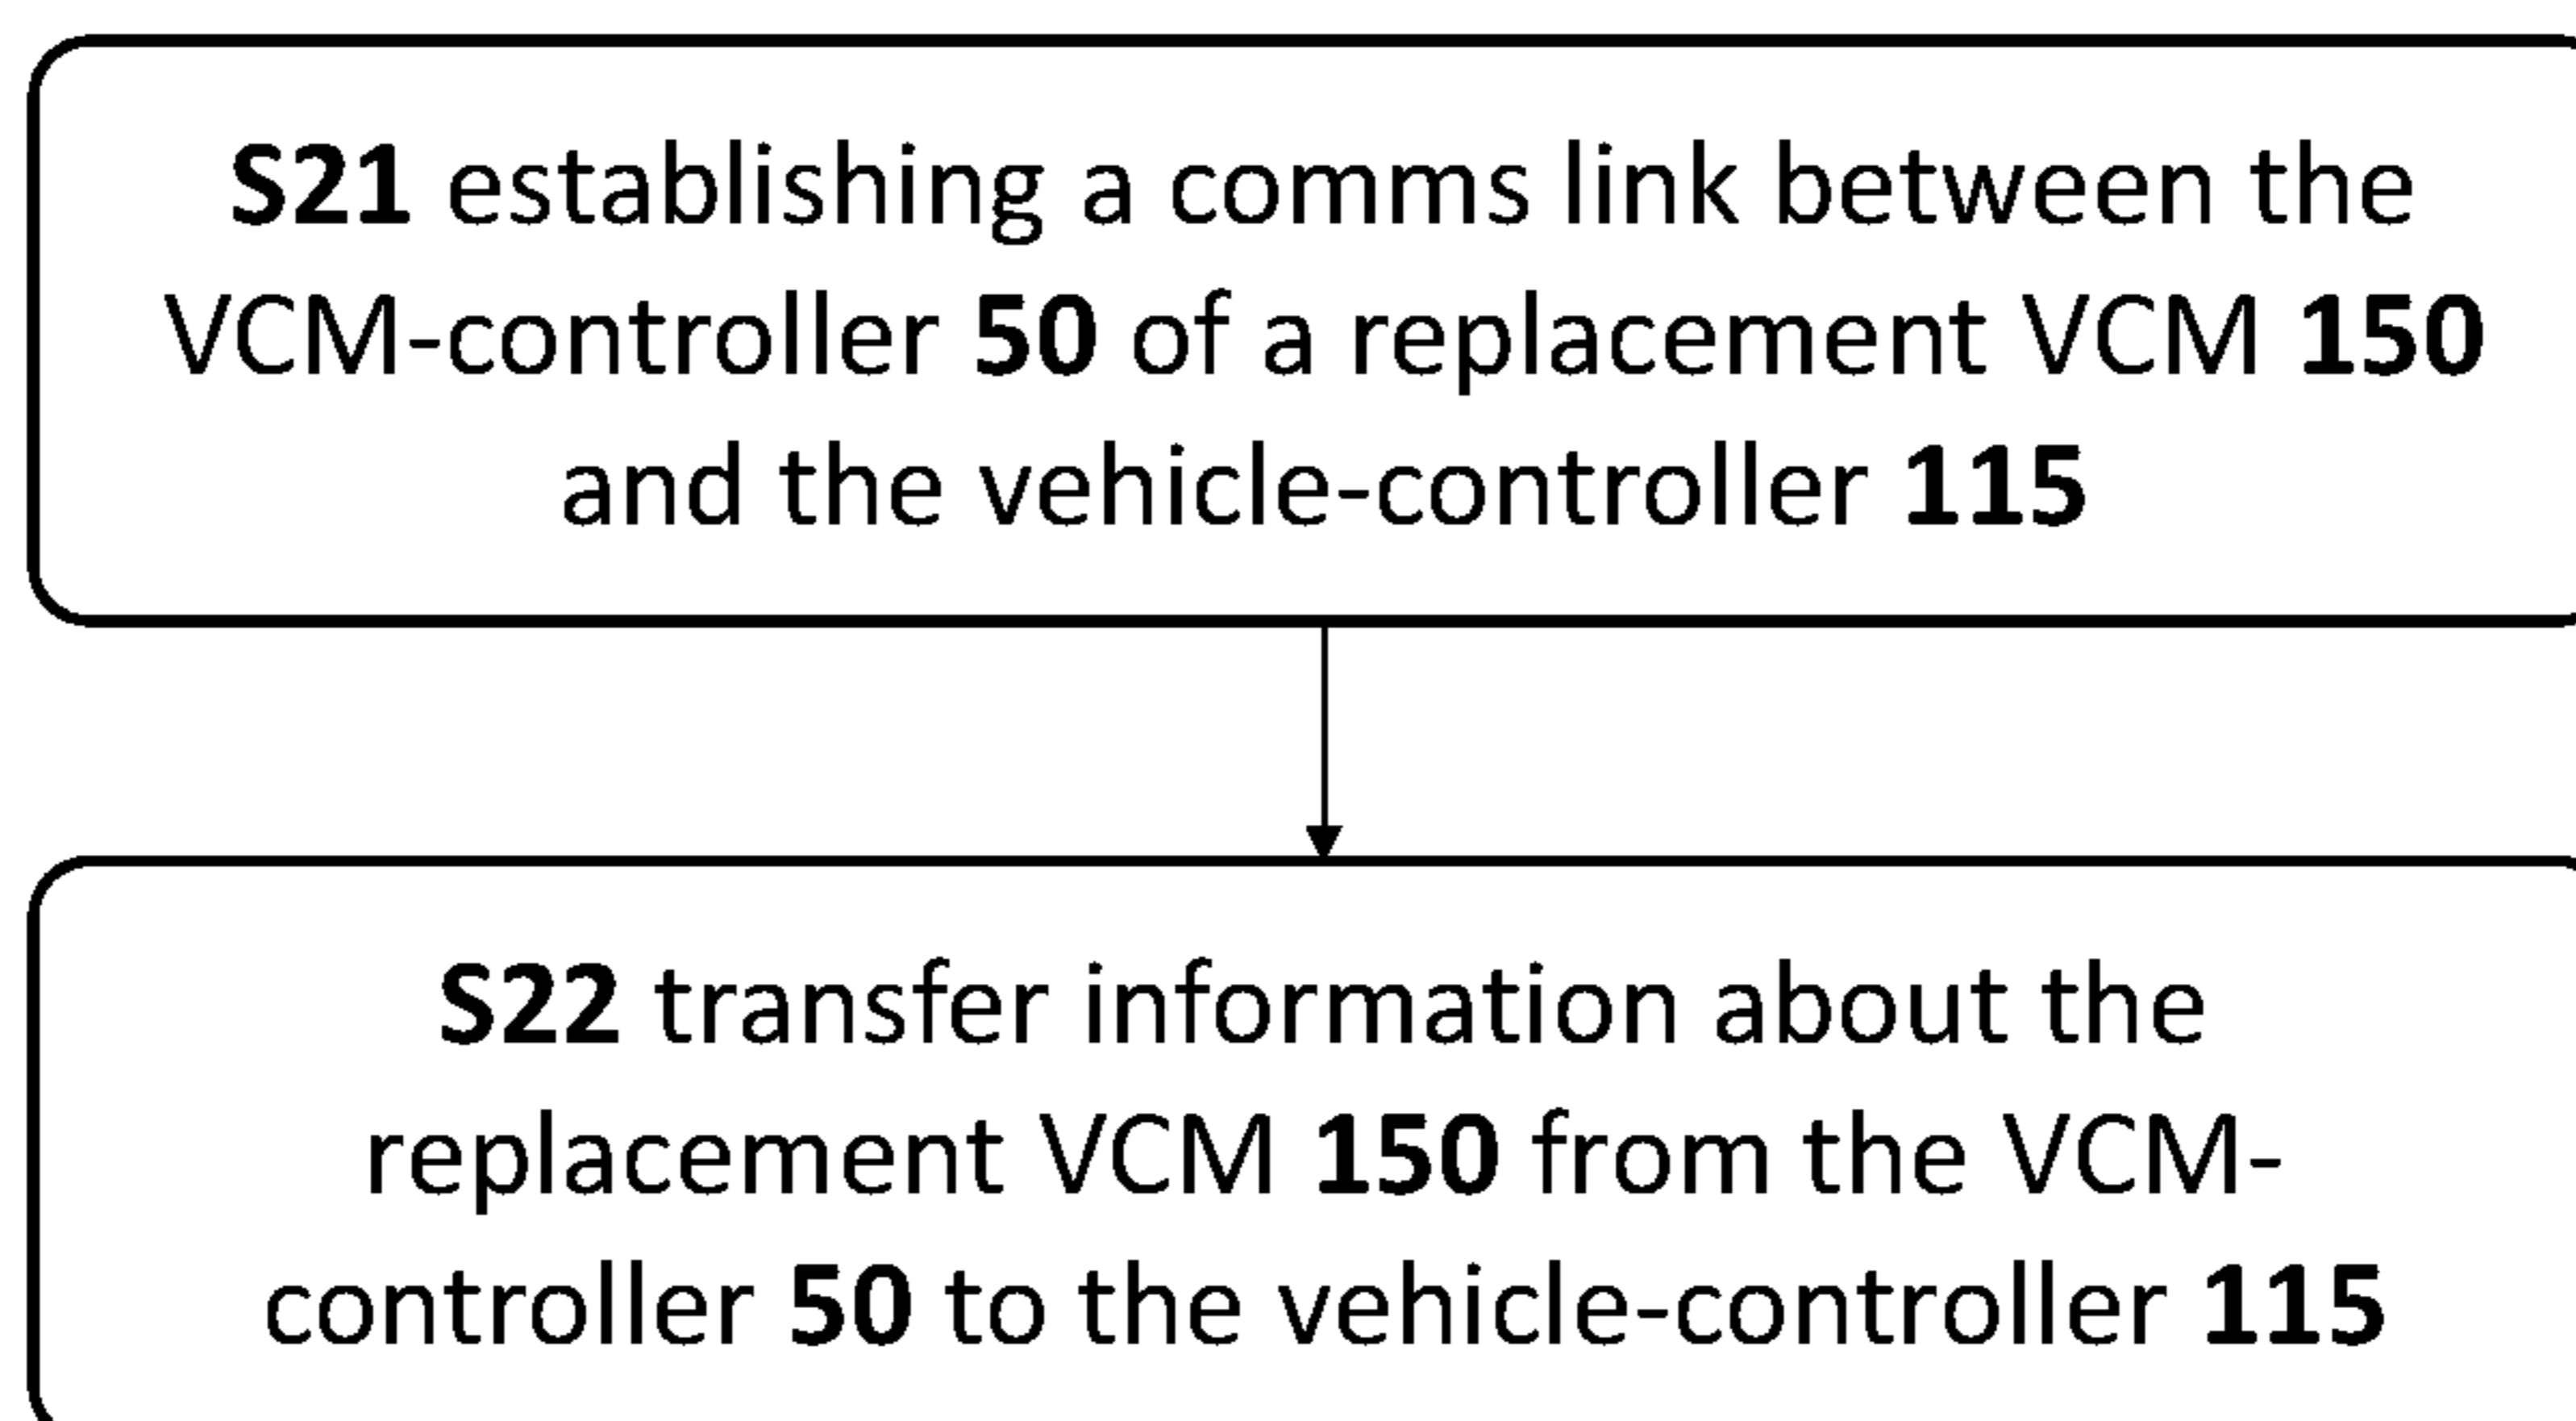 S21 establishing a comms link between the
VCM-controller 50 of a replacement VCM 150
and the vehicle-controller 115
S22 transfer information about the
replacement VCM 150 from the VCM-
controller 50 to the vehicle-controller 115